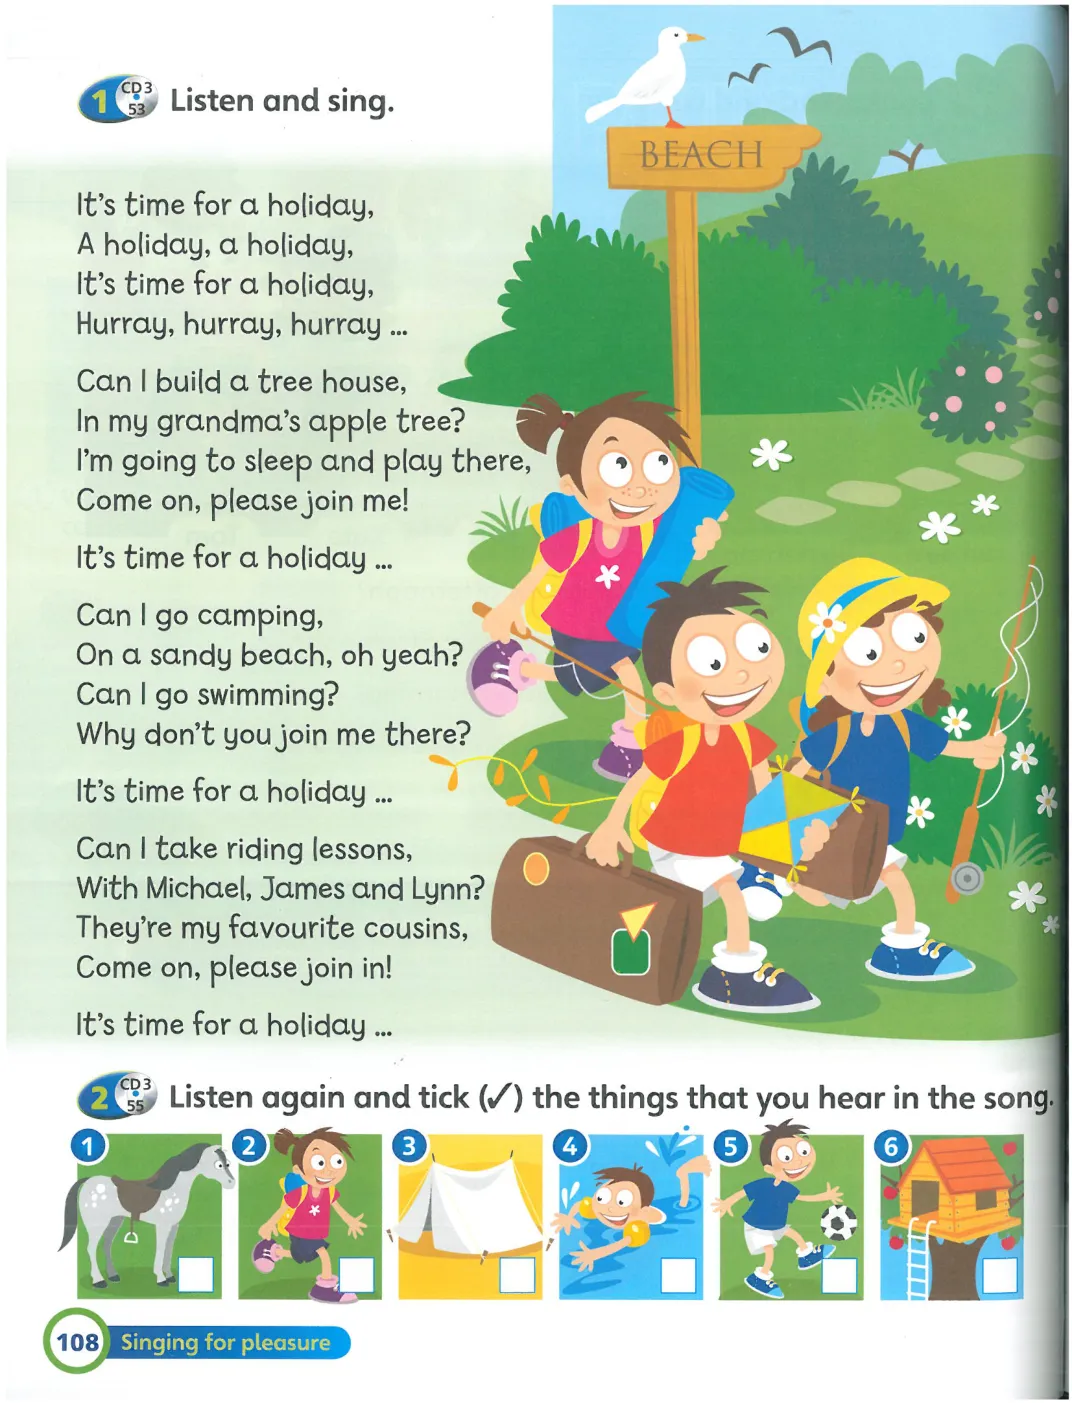 1 CD 3 53 Listen and sing.
BEACH
It's time for a holiday,
A holiday, a holiday,
It's time for a holiday,
Hurray, hurray, hurray ...
Can I build a tree house,
In my grandma's apple tree?
I'm going to sleep and play there,
Come on, please join me!
It's time for a holiday ...
Can I go camping,
On a sandy beach, oh yeah?
Can I go swimming?
Why don't you join me there?
It's time for a holiday ...
Can I take riding lessons,
With Michael, James and Lynn?
They're my favourite cousins,
Come on, please join in!
It's time for a holiday ...
2 CD 3 55 Listen again and tick (✓) the things that you hear in the song.
1 2 3 4 5 6
108 Singing for pleasure